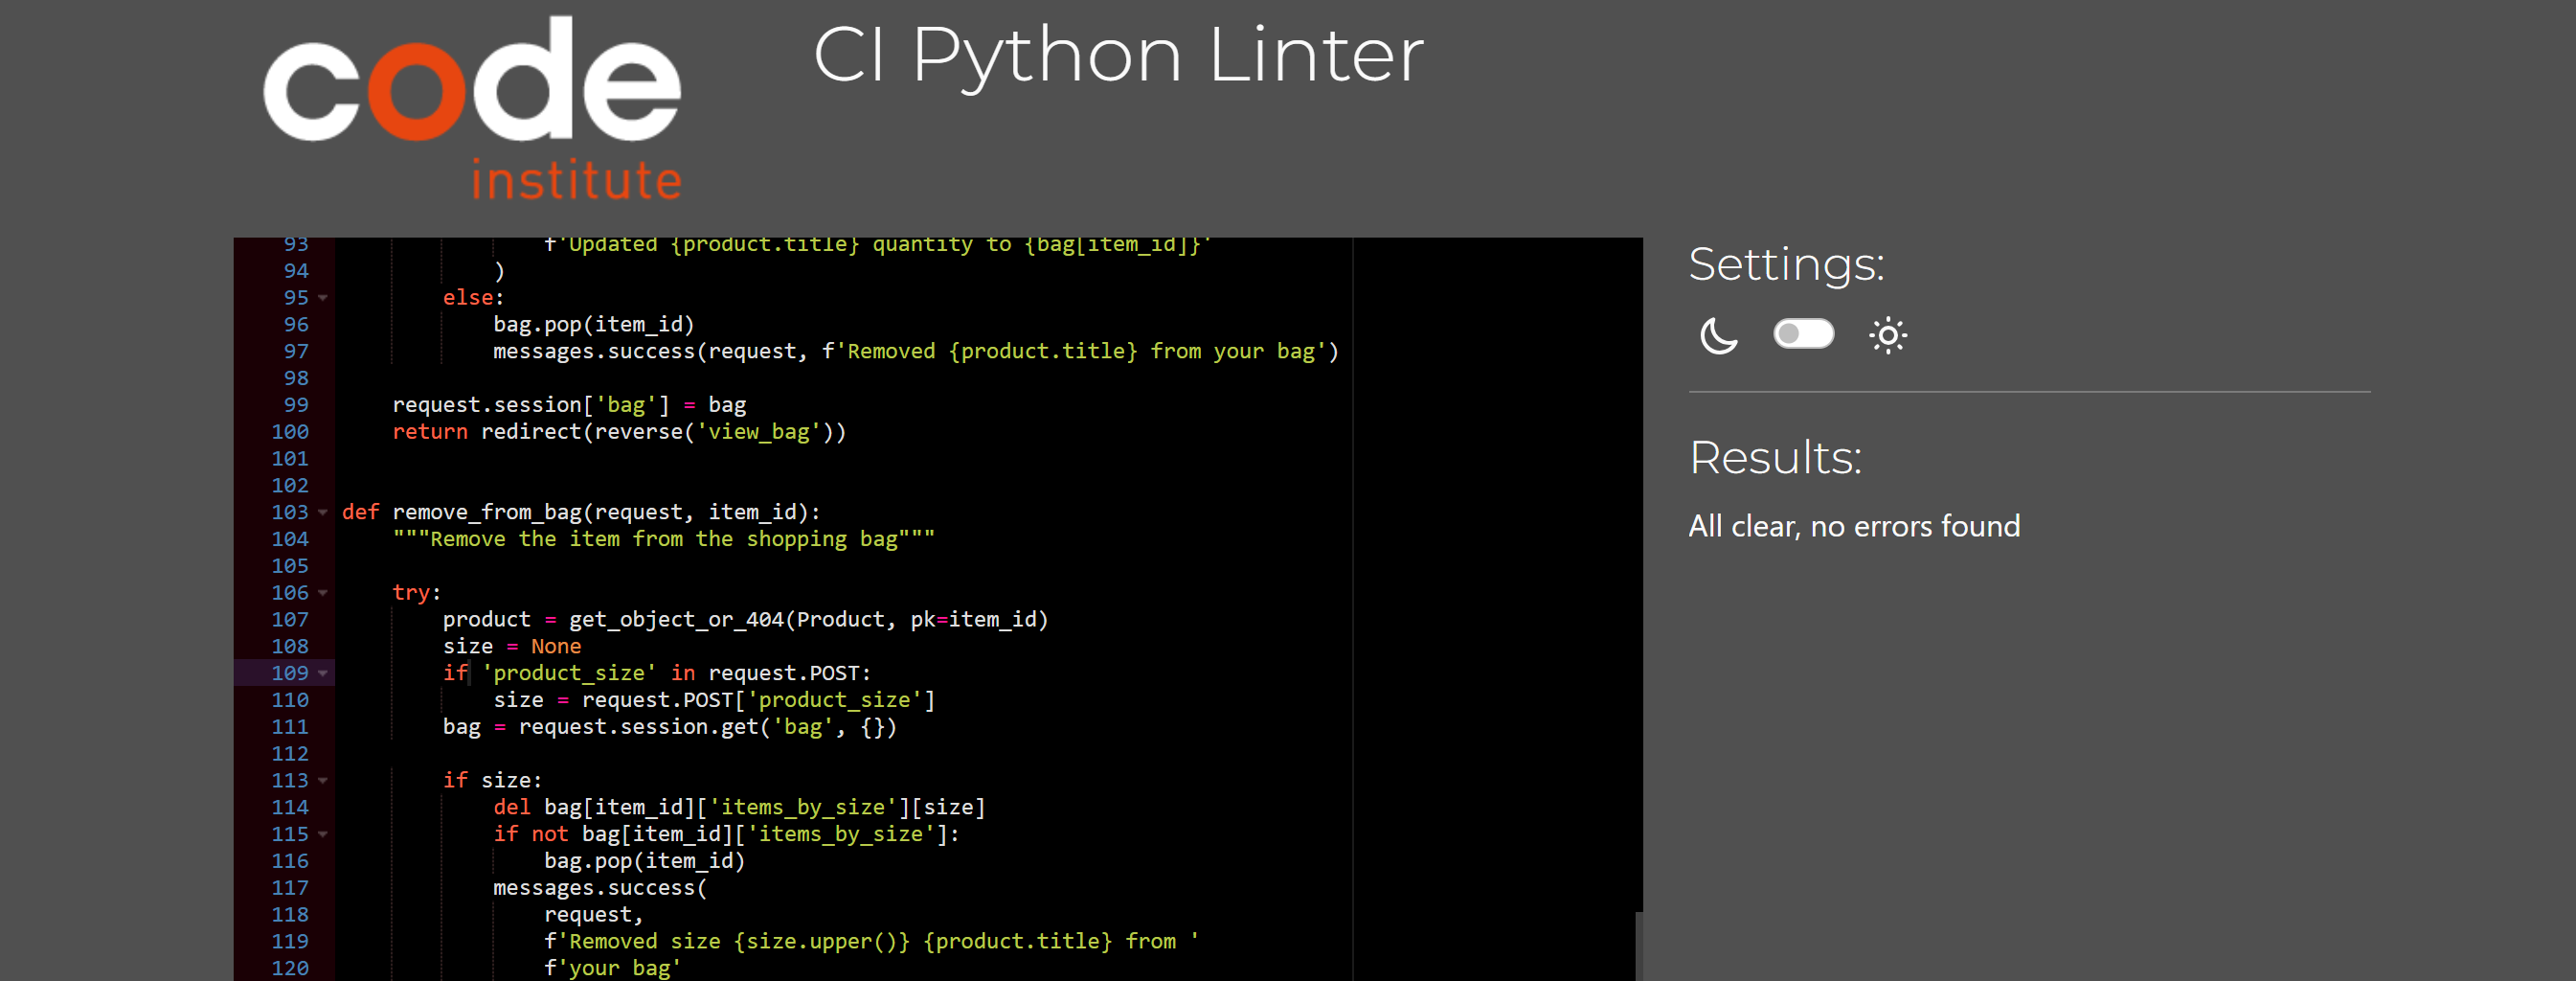 code
institute
CI Python Linter
93 f'Updated {product.title} quantity to {bag[item_id]}'
94 )
95 else:
96 bag.pop(item_id)
97 messages.success(request, f'Removed {product.title} from your bag')
98
99 request.session['bag'] = bag
100 return redirect(reverse('view_bag'))
101
102
103 def remove_from_bag(request, item_id):
104 """Remove the item from the shopping bag"""
105
106 try:
107 product = get_object_or_404(Product, pk=item_id)
108 size = None
109 if 'product_size' in request.POST:
110 size = request.POST['product_size']
111 bag = request.session.get('bag', {})
112
113 if size:
114 del bag[item_id]['items_by_size'][size]
115 if not bag[item_id]['items_by_size']:
116 bag.pop(item_id)
117 messages.success(
118 request,
119 f'Removed size {size.upper()} {product.title} from '
120 f'your bag'
Settings:
Results:
All clear, no errors found